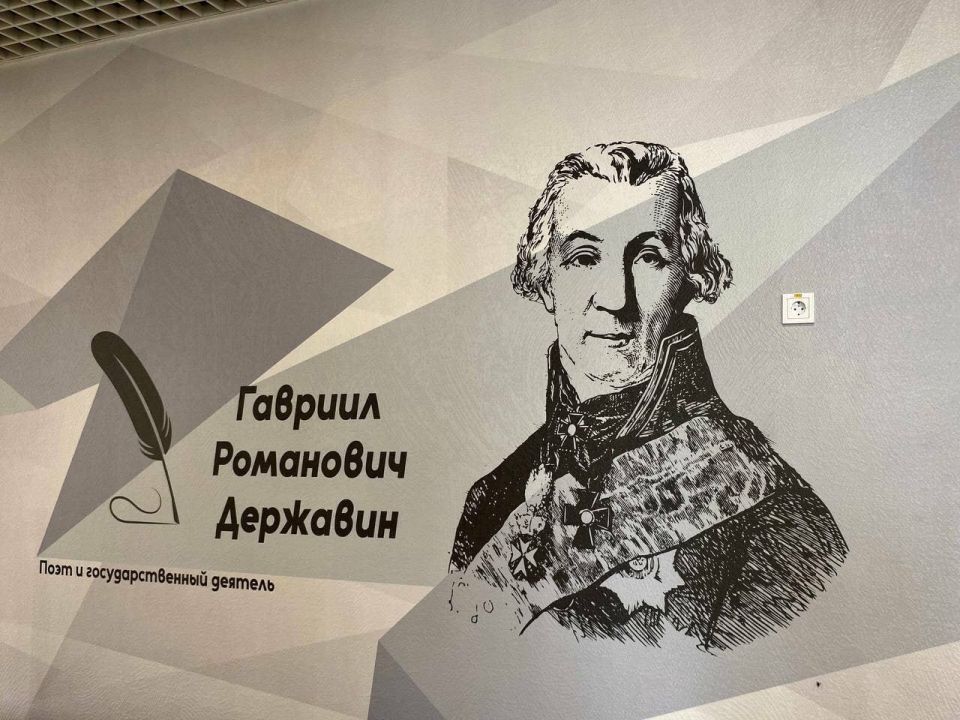 Гавриил
Романович
Державин
Поэт и государственный деятель